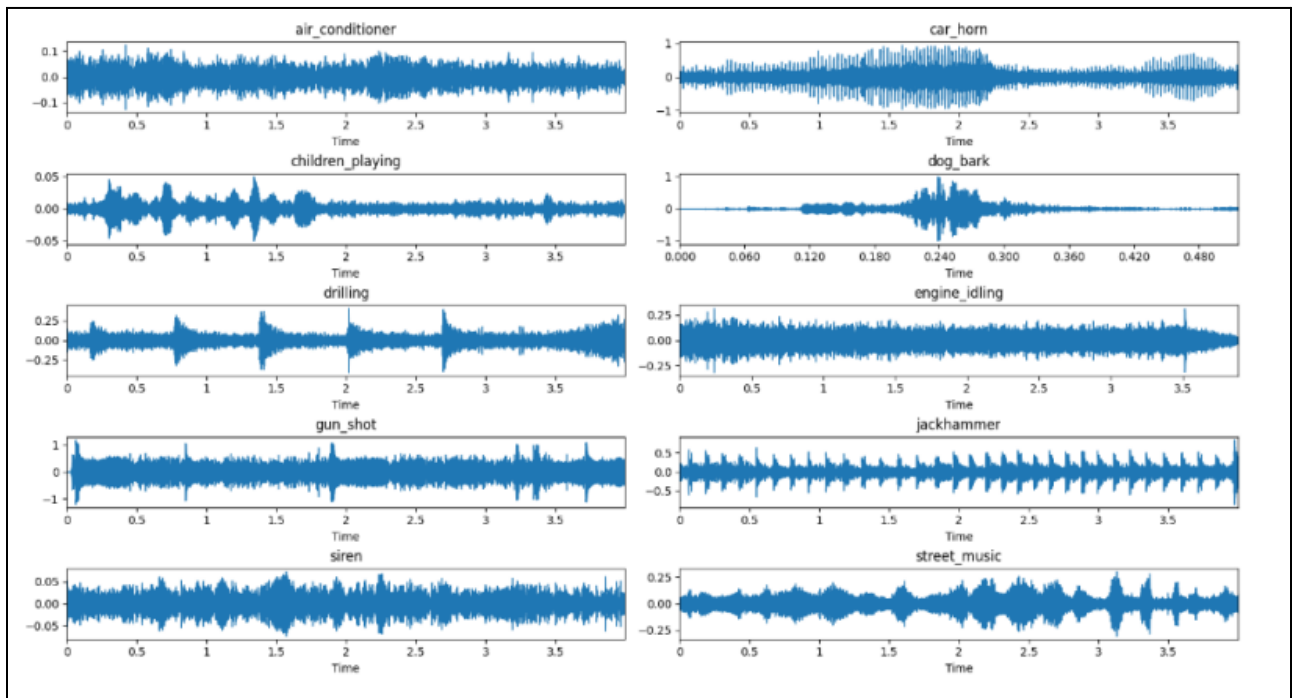 air_conditioner
0.1
0.0
−0.1
0 0.5 1 1.5 2 2.5 3 3.5
Time
car_horn
1
0
−1
0 0.5 1 1.5 2 2.5 3 3.5
Time
children_playing
0.05
0.00
−0.05
0 0.5 1 1.5 2 2.5 3 3.5
Time
dog_bark
1
0
−1
0.000 0.060 0.120 0.180 0.240 0.300 0.360 0.420 0.480
Time
drilling
0.25
0.00
−0.25
0 0.5 1 1.5 2 2.5 3 3.5
Time
engine_idling
0.25
0.00
−0.25
0 0.5 1 1.5 2 2.5 3 3.5
Time
gun_shot
1
0
−1
0 0.5 1 1.5 2 2.5 3 3.5
Time
jackhammer
0.5
0.0
−0.5
0 0.5 1 1.5 2 2.5 3 3.5
Time
siren
0.05
0.00
−0.05
0 0.5 1 1.5 2 2.5 3 3.5
Time
street_music
0.25
0.00
−0.25
0 0.5 1 1.5 2 2.5 3 3.5
Time